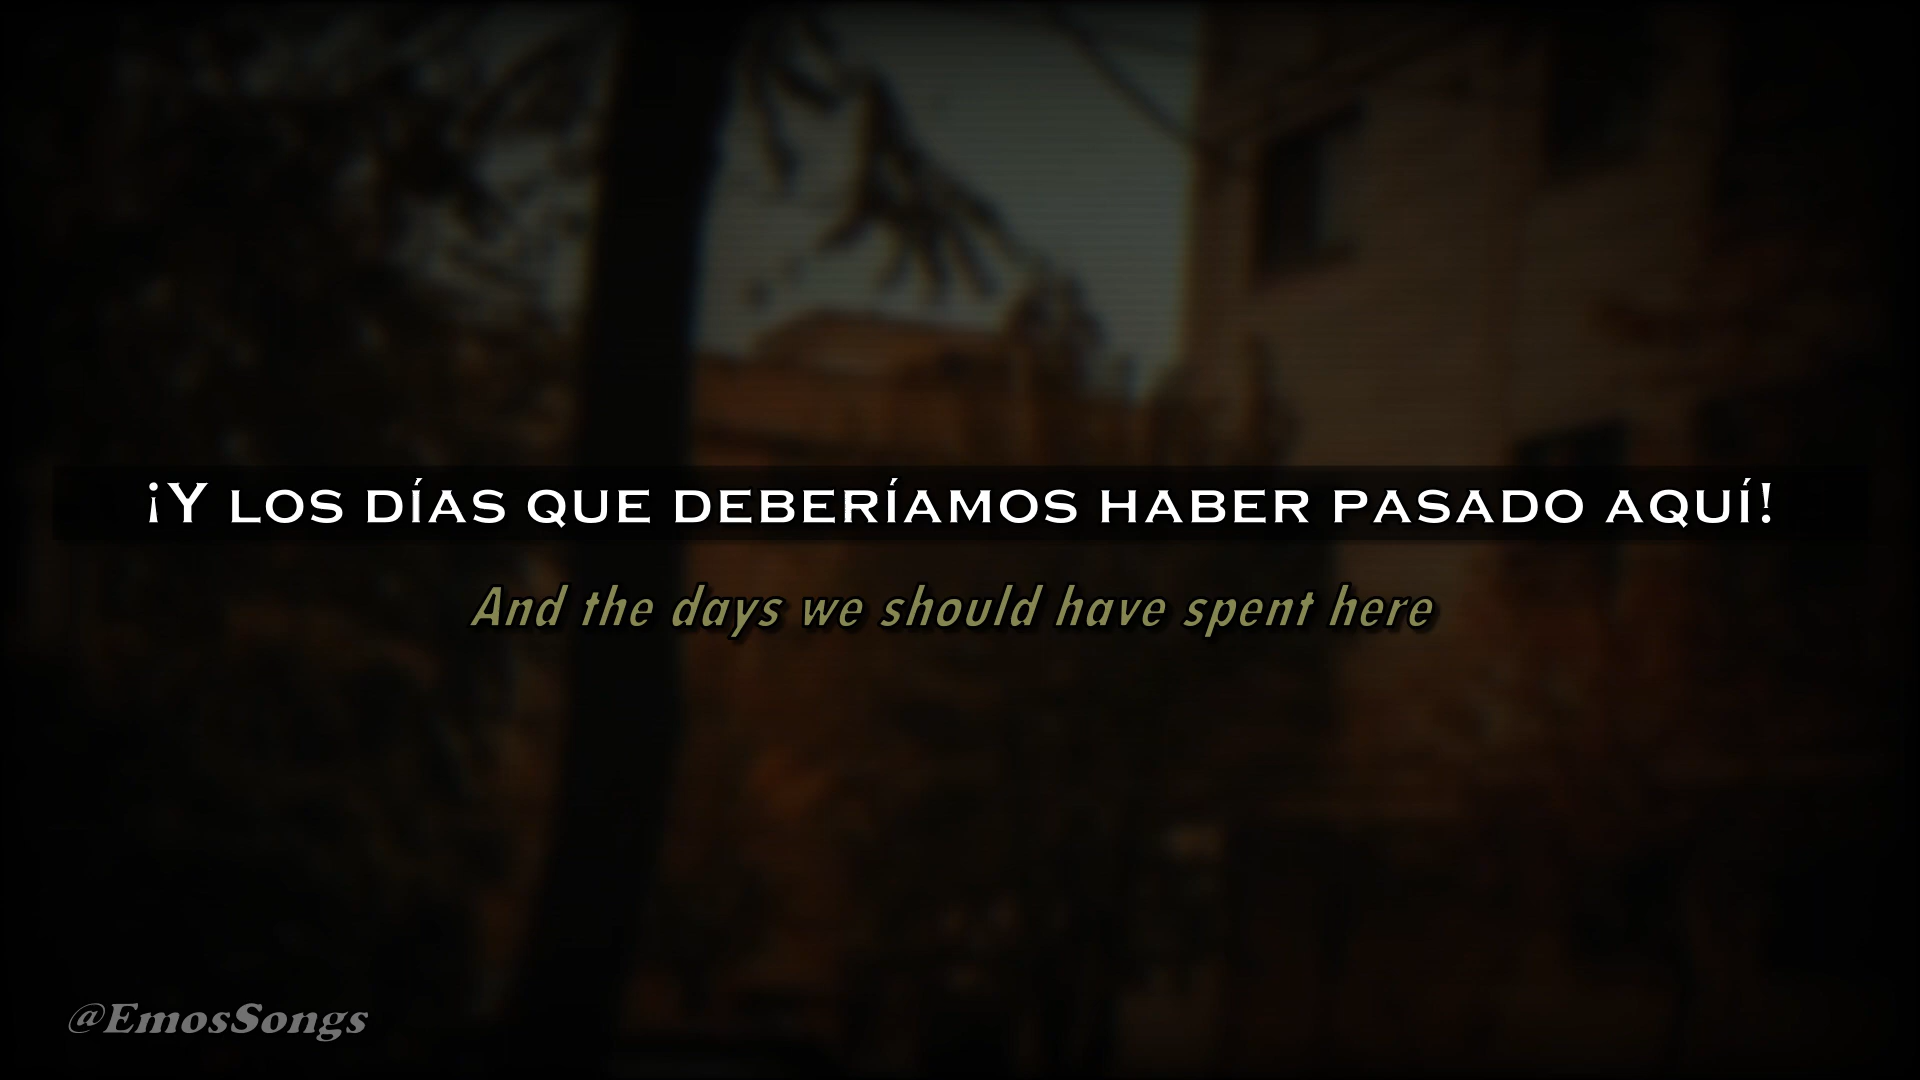 ¡Y LOS DÍAS QUE DEBERÍAMOS HABER PASADO AQUÍ!
And the days we should have spent here
@EmosSongs